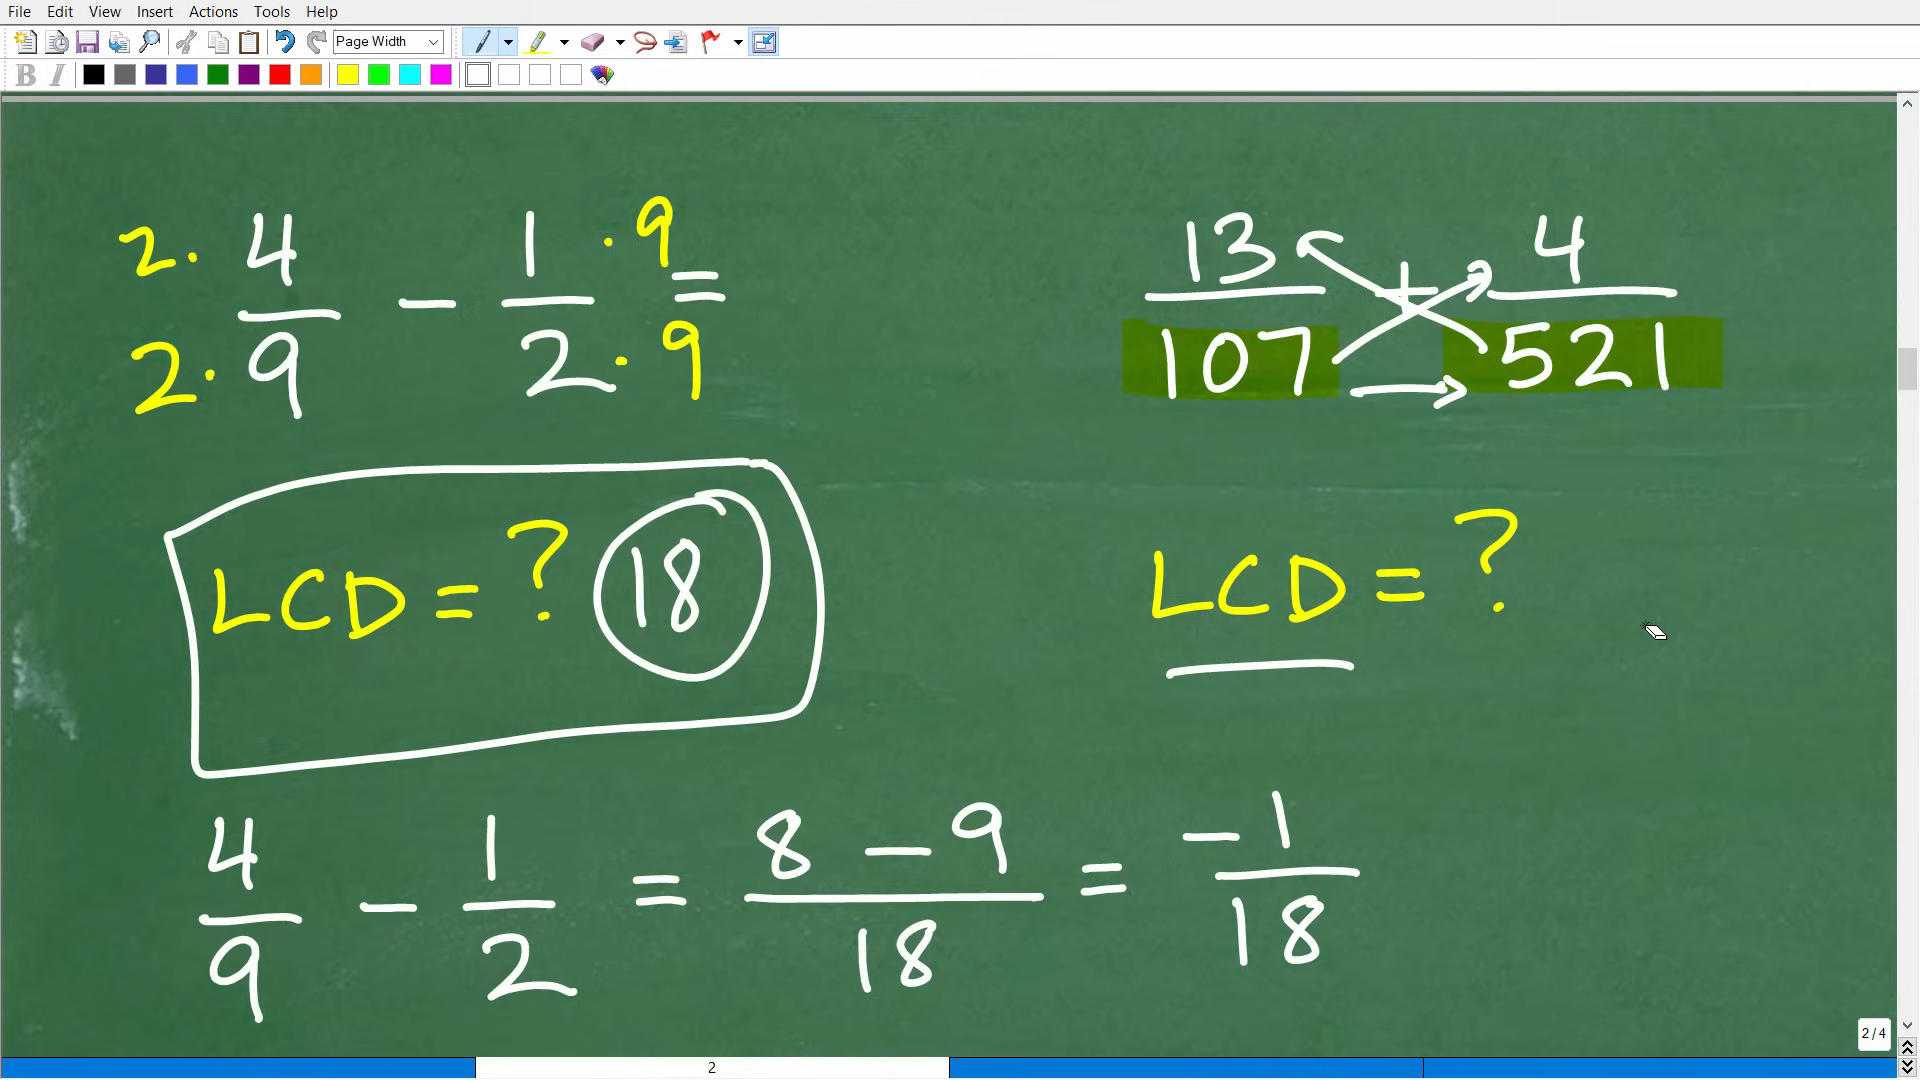 File Edit View Insert Actions Tools Help
Page Width
B I
2. 4/9 - 1/2 . 9 =
2. . 9
13/107 + 4/521
LCD = ? 18
LCD = ?
4/9 - 1/2 = 8 - 9/18 = -1/18
2 / 4
2